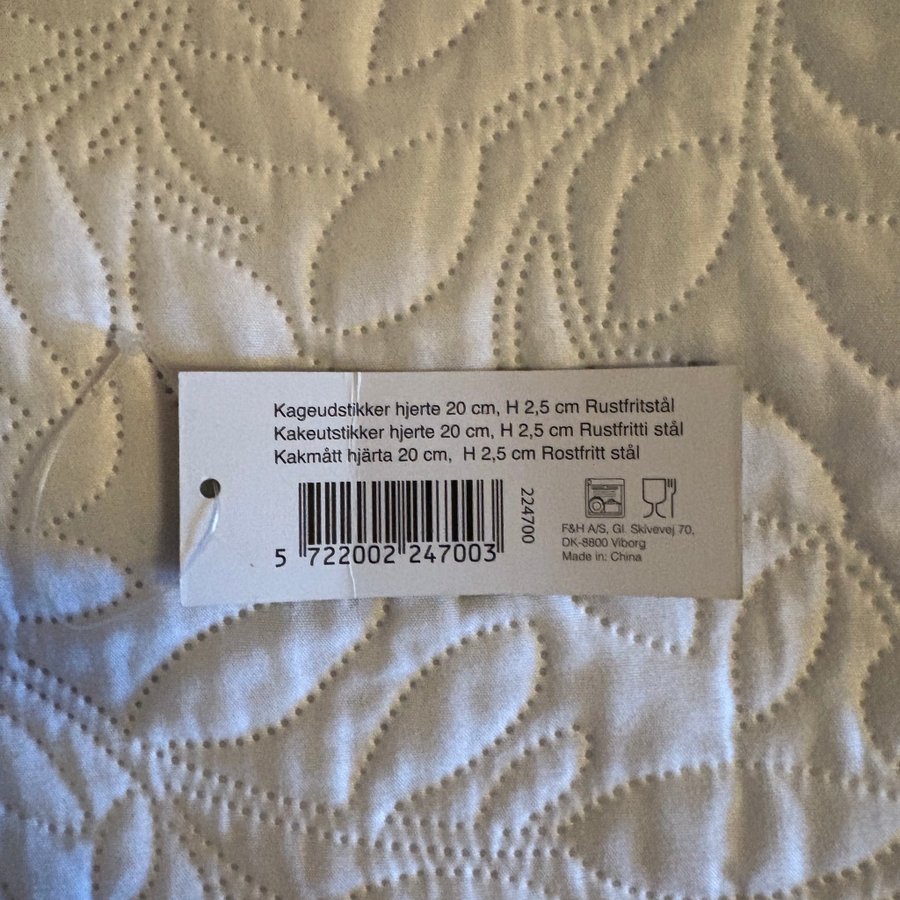 Kageudstikker hjerte 20 cm, H 2,5 cm Rustfritstål
Kakeutstikker hjerte 20 cm, H 2,5 cm Rustfritti stål
Kakmått hjärta 20 cm, H 2,5 cm Rostfritt stål
5 722002 247003
224700
F&H A/S, Gl. Skivevej 70,
DK-8800 Viborg
Made in: China